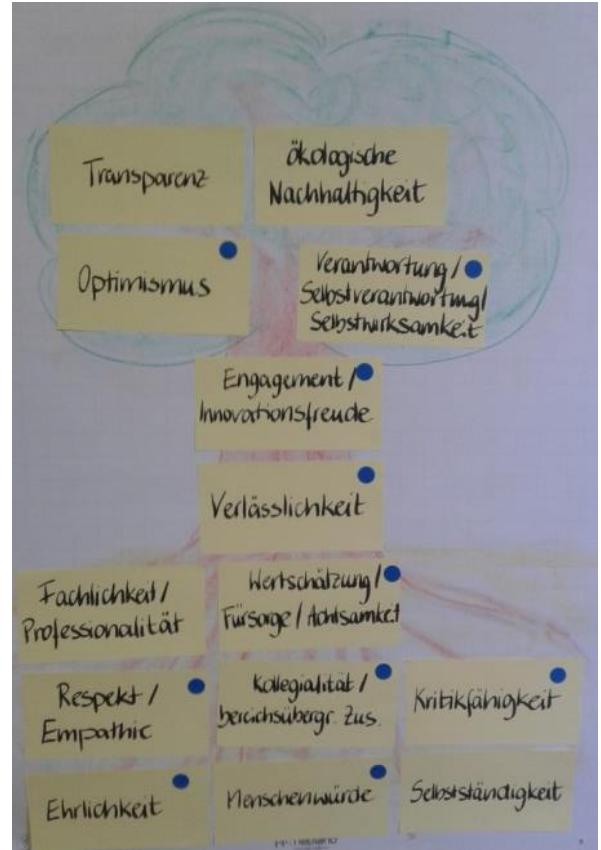 Transparenz
ökologische
Nachhaltigkeit
Optimismus
Verantwortung /
Selbstverantwortung/
Selbstwirksamkeit
Engagement /
Innovationsfreude
Verlässlichkeit
Fachlichkeit /
Professionalität
Wertschätzung /
Fürsorge / Achtsamkeit
Respekt /
Empathie
Kollegialität /
bereichsübergr. Zus.
Kritikfähigkeit
Ehrlichkeit
Menschenwürde
Selbstständigkeit